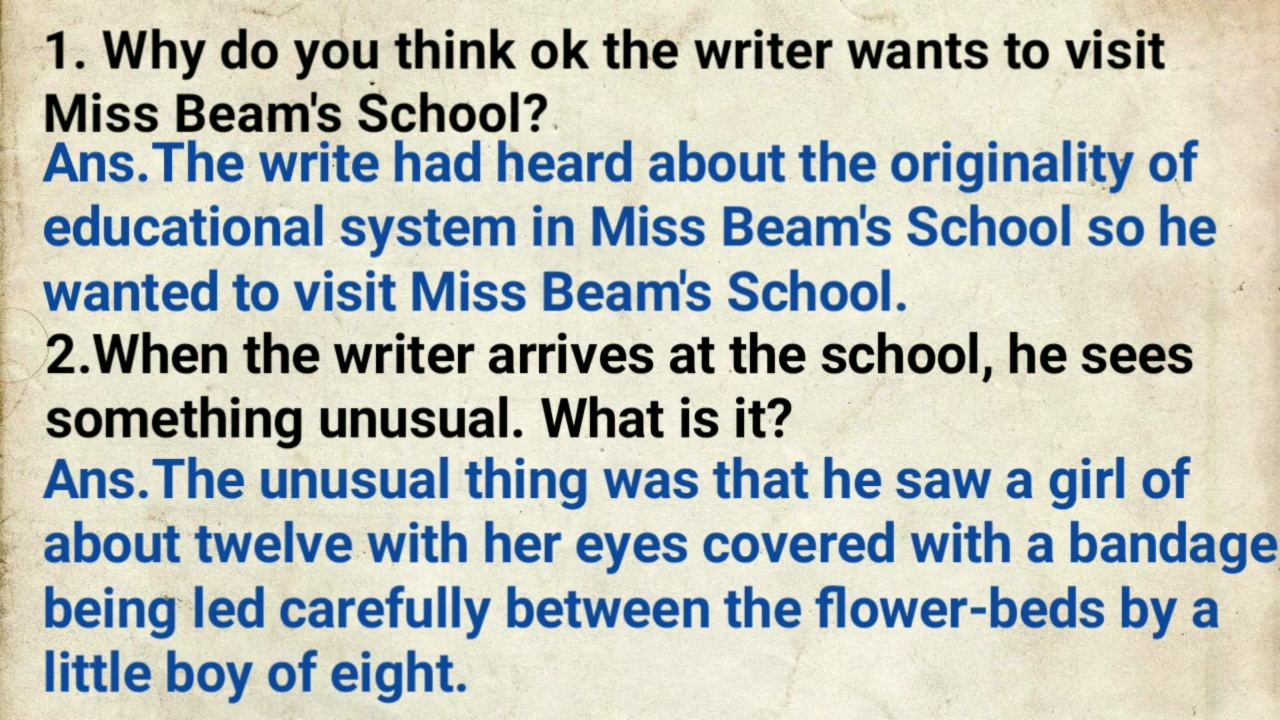 1. Why do you think ok the writer wants to visit
Miss Beam's School?
Ans.The write had heard about the originality of
educational system in Miss Beam's School so he
wanted to visit Miss Beam's School.
2.When the writer arrives at the school, he sees
something unusual. What is it?
Ans.The unusual thing was that he saw a girl of
about twelve with her eyes covered with a bandage
being led carefully between the flower-beds by a
little boy of eight.